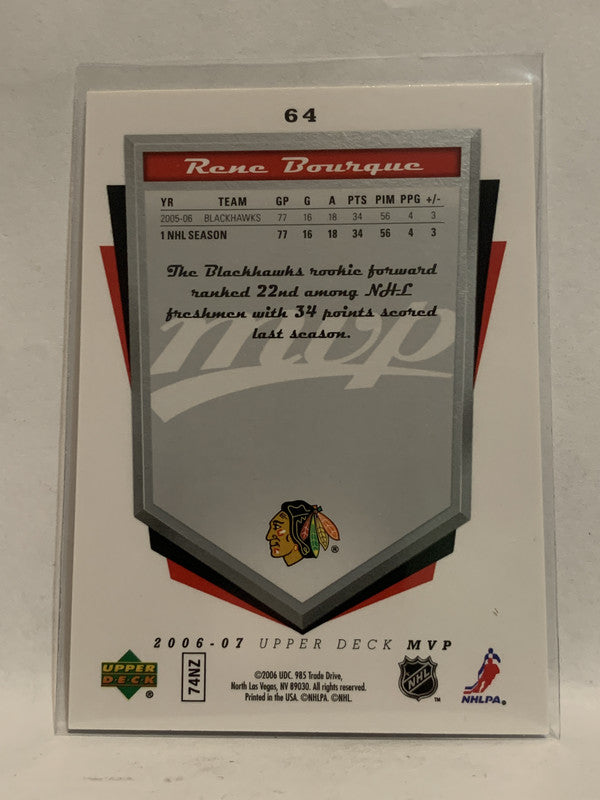 64
Rene Bourque
YR TEAM GP G A PTS PIM PPG +/-
2005-06 BLACKHAWKS 77 16 18 34 56 4 3
1 NHL SEASON 77 16 18 34 56 4 3
The Blackhawks rookie forward
ranked 22nd among NHL
freshmen with 34 points scored
last season.
mvp
®
2006-07 UPPER DECK MVP
UPPER
DECK
®
74NZ
©2006 UDC. 985 Trade Drive,
North Las Vegas, NV 89030. All rights reserved.
Printed in the USA. ©NHLPA. ©NHL.
NHL
™
NHLPA®